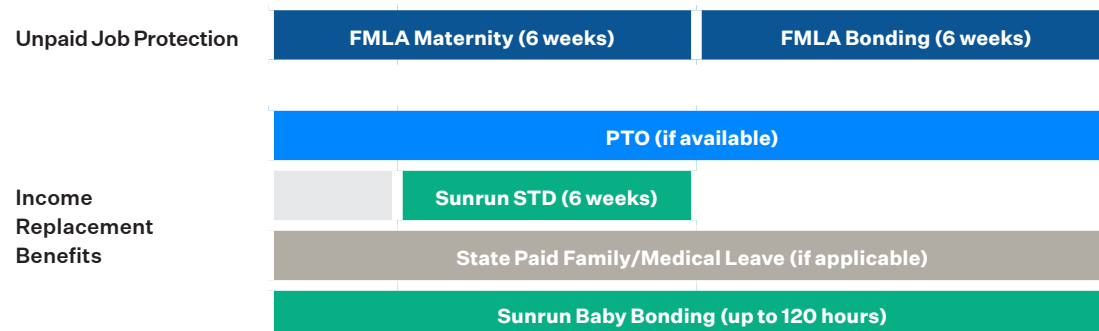 Unpaid Job Protection
FMLA Maternity (6 weeks)
FMLA Bonding (6 weeks)
PTO (if available)
Income
Replacement
Benefits
Sunrun STD (6 weeks)
State Paid Family/Medical Leave (if applicable)
Sunrun Baby Bonding (up to 120 hours)